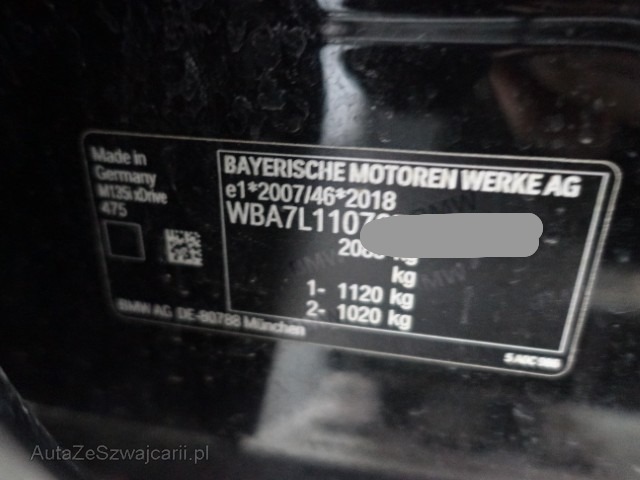 Made in
Germany
M135i xDrive
475
BAYERISCHE MOTOREN WERKE AG
e1*2007/46*2018
WBA7L1107
kg
kg
1- 1120 kg
2- 1020 kg
BMW AG DE-80788 München
AutaZeSzwajcarii.pl